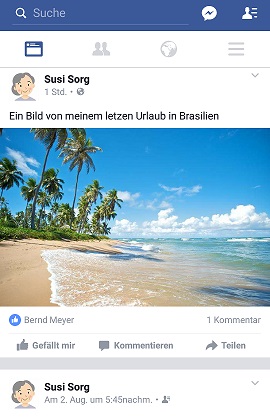 Suche
Susi Sorg
1 Std. •
Ein Bild von meinem letzen Urlaub in Brasilien
Bernd Meyer
1 Kommentar
Gefällt mir
Kommentieren
Teilen
Susi Sorg
Am 2. Aug. um 5:45nachm. •